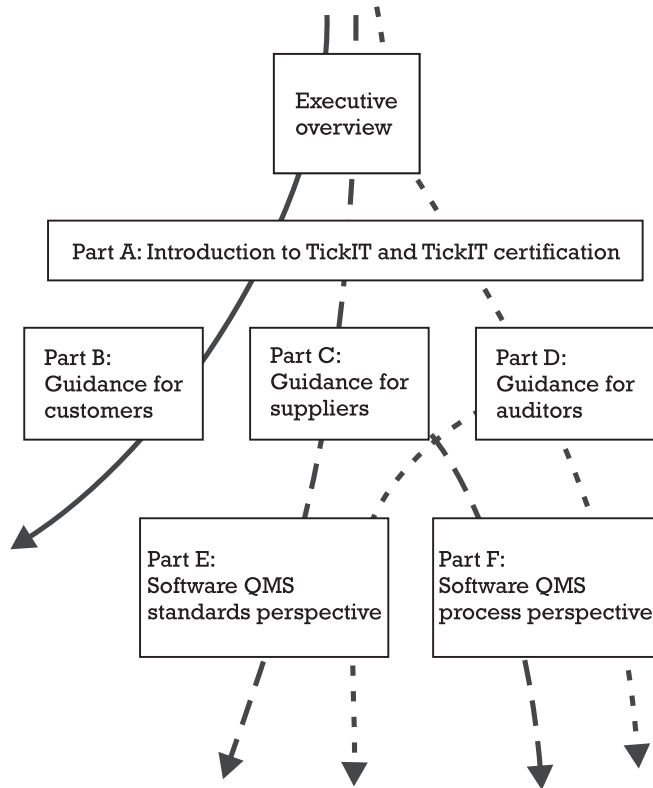 Executive
overview
Part A: Introduction to TickIT and TickIT certification
Part B:
Guidance for
customers
Part C:
Guidance for
suppliers
Part D:
Guidance for
auditors
Part E:
Software QMS
standards perspective
Part F:
Software QMS
process perspective